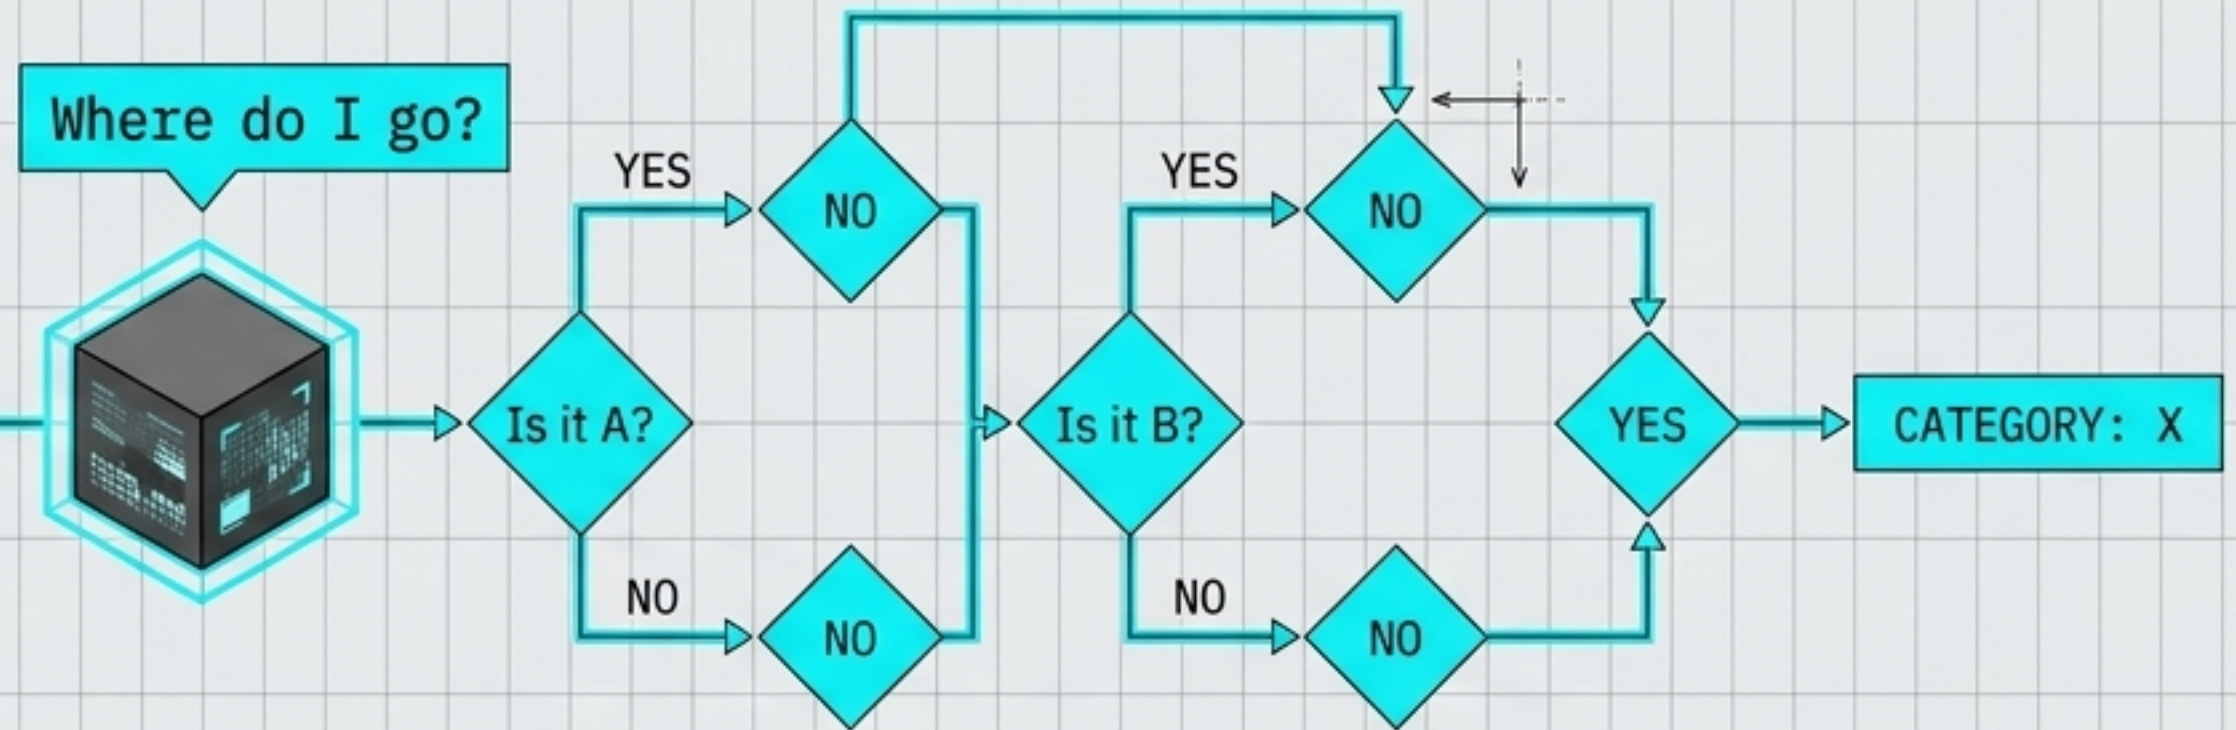 Where do I go?
Is it A?
YES
NO
NO
NO
Is it B?
YES
NO
NO
NO
YES
CATEGORY: X